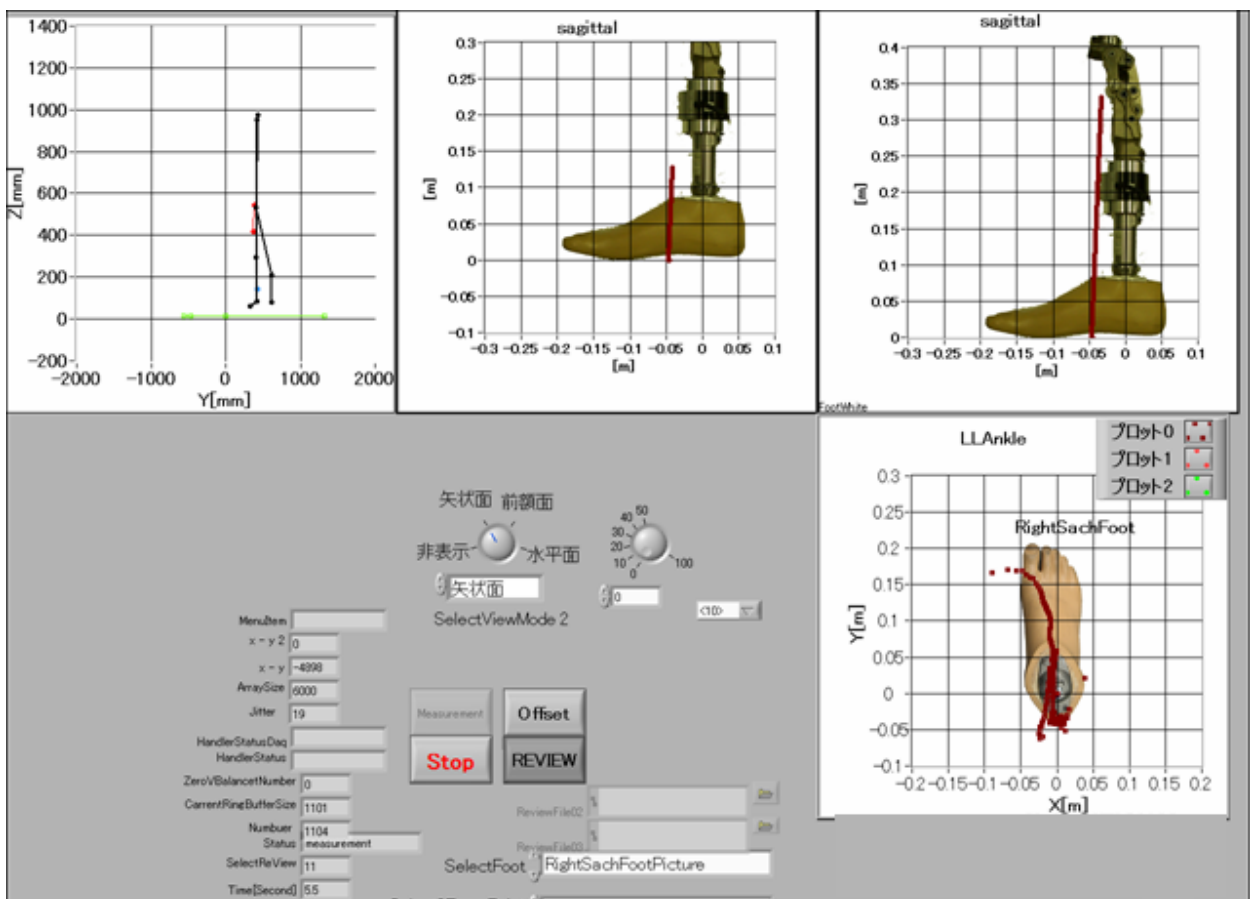 1400
1200
1000
800
600
400
200
0
-200
Z[mm]
-2000 -1000 0 1000 2000
Y[mm]
sagittal
0.3
0.25
0.2
0.15
0.1
0.05
0
-0.05
-0.1
[m]
-0.3 -0.25 -0.2 -0.15 -0.1 -0.05 0 0.05 0.1
[m]
sagittal
0.4
0.35
0.3
0.25
0.2
0.15
0.1
0.05
0
[m]
-0.3 -0.25 -0.2 -0.15 -0.1 -0.05 0 0.05 0.1
[m]
FootWhite
LLAnkle
プロット0
プロット1
プロット2
RightSachFoot
0.3
0.25
0.2
0.15
0.1
0.05
0
-0.05
-0.1
Y[m]
-0.2 -0.15 -0.1 -0.05 0 0.05 0.1 0.15 0.2
X[m]
矢状面 前額面
非表示 水平面
矢状面
SelectViewMode 2
50
40
30
20
10
0
100
0
<10>
MenuItem
x - y 2 0
x - y -4898
ArraySize 6000
Jitter 19
HandlerStatusDaq
HandlerStatus
ZeroVBalancetNumber 0
CarrentRingBufferSize 1101
Numbuer 1104
Status measurement
SelectReView 11
Time[Second] 5.5
Measurement Offset
Stop REVIEW
ReviewFile02
ReviewFile03
SelectFoot RightSachFootPicture